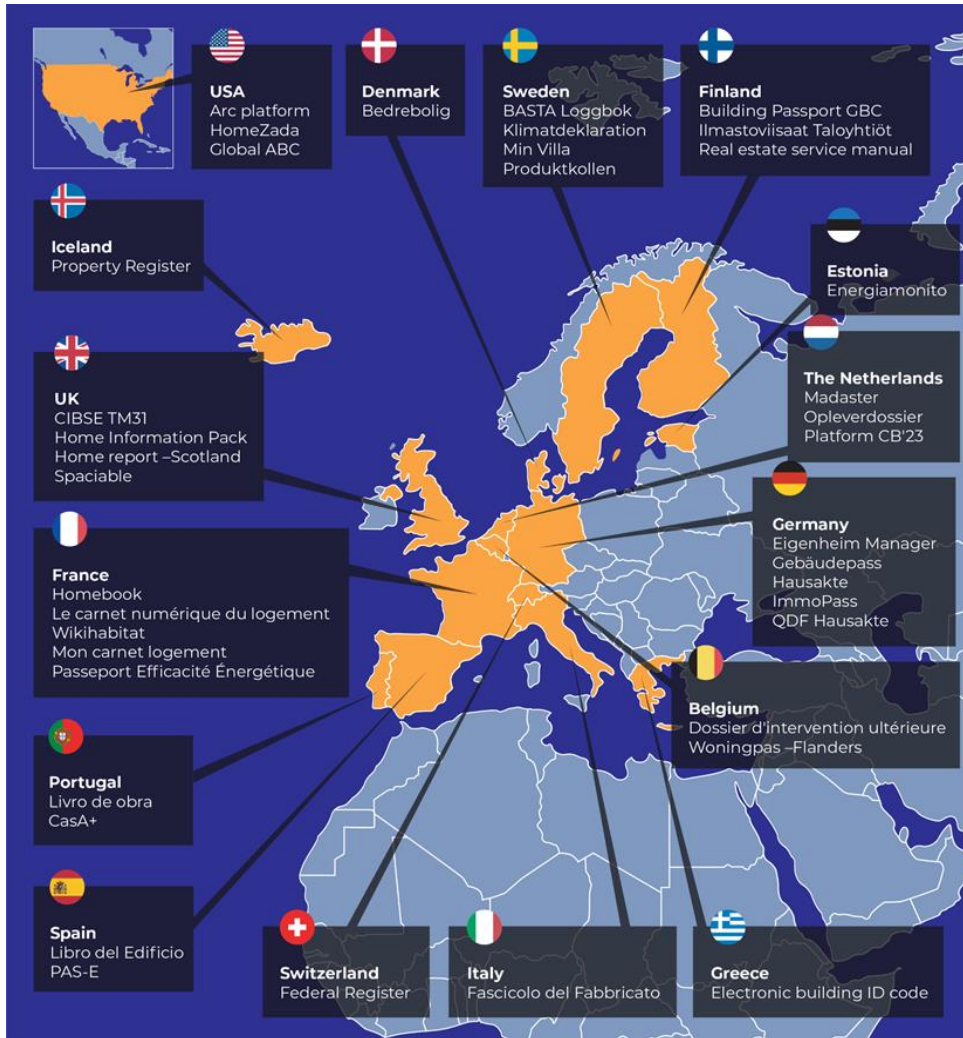 USA
Arc platform
HomeZada
Global ABC
Denmark
Bedrebolig
Sweden
BASTA Loggbok
Klimatdeklaration
Min Villa
Produktkollen
Finland
Building Passport GBC
Ilmastoviisaat Taloyhtiöt
Real estate service manual
Iceland
Property Register
Estonia
Energiamonito
UK
CIBSE TM31
Home Information Pack
Home report –Scotland
Spaciable
The Netherlands
Madaster
Opleverdossier
Platform CB'23
Germany
Eigenheim Manager
Gebäudepass
Hausakte
ImmoPass
QDF Hausakte
France
Homebook
Le carnet numérique du logement
Wikihabitat
Mon carnet logement
Passeport Efficacité Énergétique
Belgium
Dossier d'intervention ultérieure
Woningpas –Flanders
Portugal
Livro de obra
CasA+
Spain
Libro del Edificio
PAS-E
Switzerland
Federal Register
Italy
Fascicolo del Fabbricato
Greece
Electronic building ID code